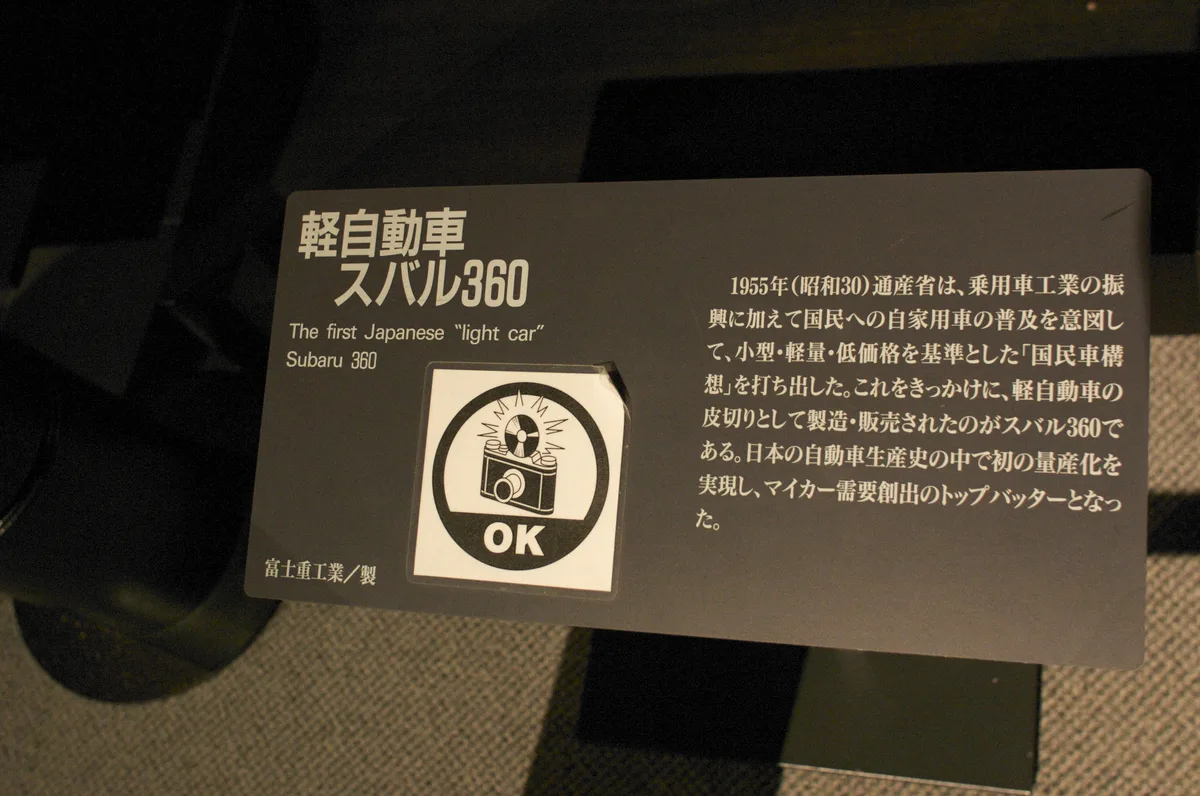 軽自動車
スバル360
The first Japanese “light car”
Subaru 360
OK
富士重工業／製
1955年（昭和30）通産省は、乗用車工業の振
興に加えて国民への自家用車の普及を意図し
て、小型・軽量・低価格を基準とした「国民車構
想」を打ち出した。これをきっかけに、軽自動車の
皮切りとして製造・販売されたのがスバル360で
ある。日本の自動車生産史の中で初の量産化を
実現し、マイカー需要創出のトップバッターとなっ
た。